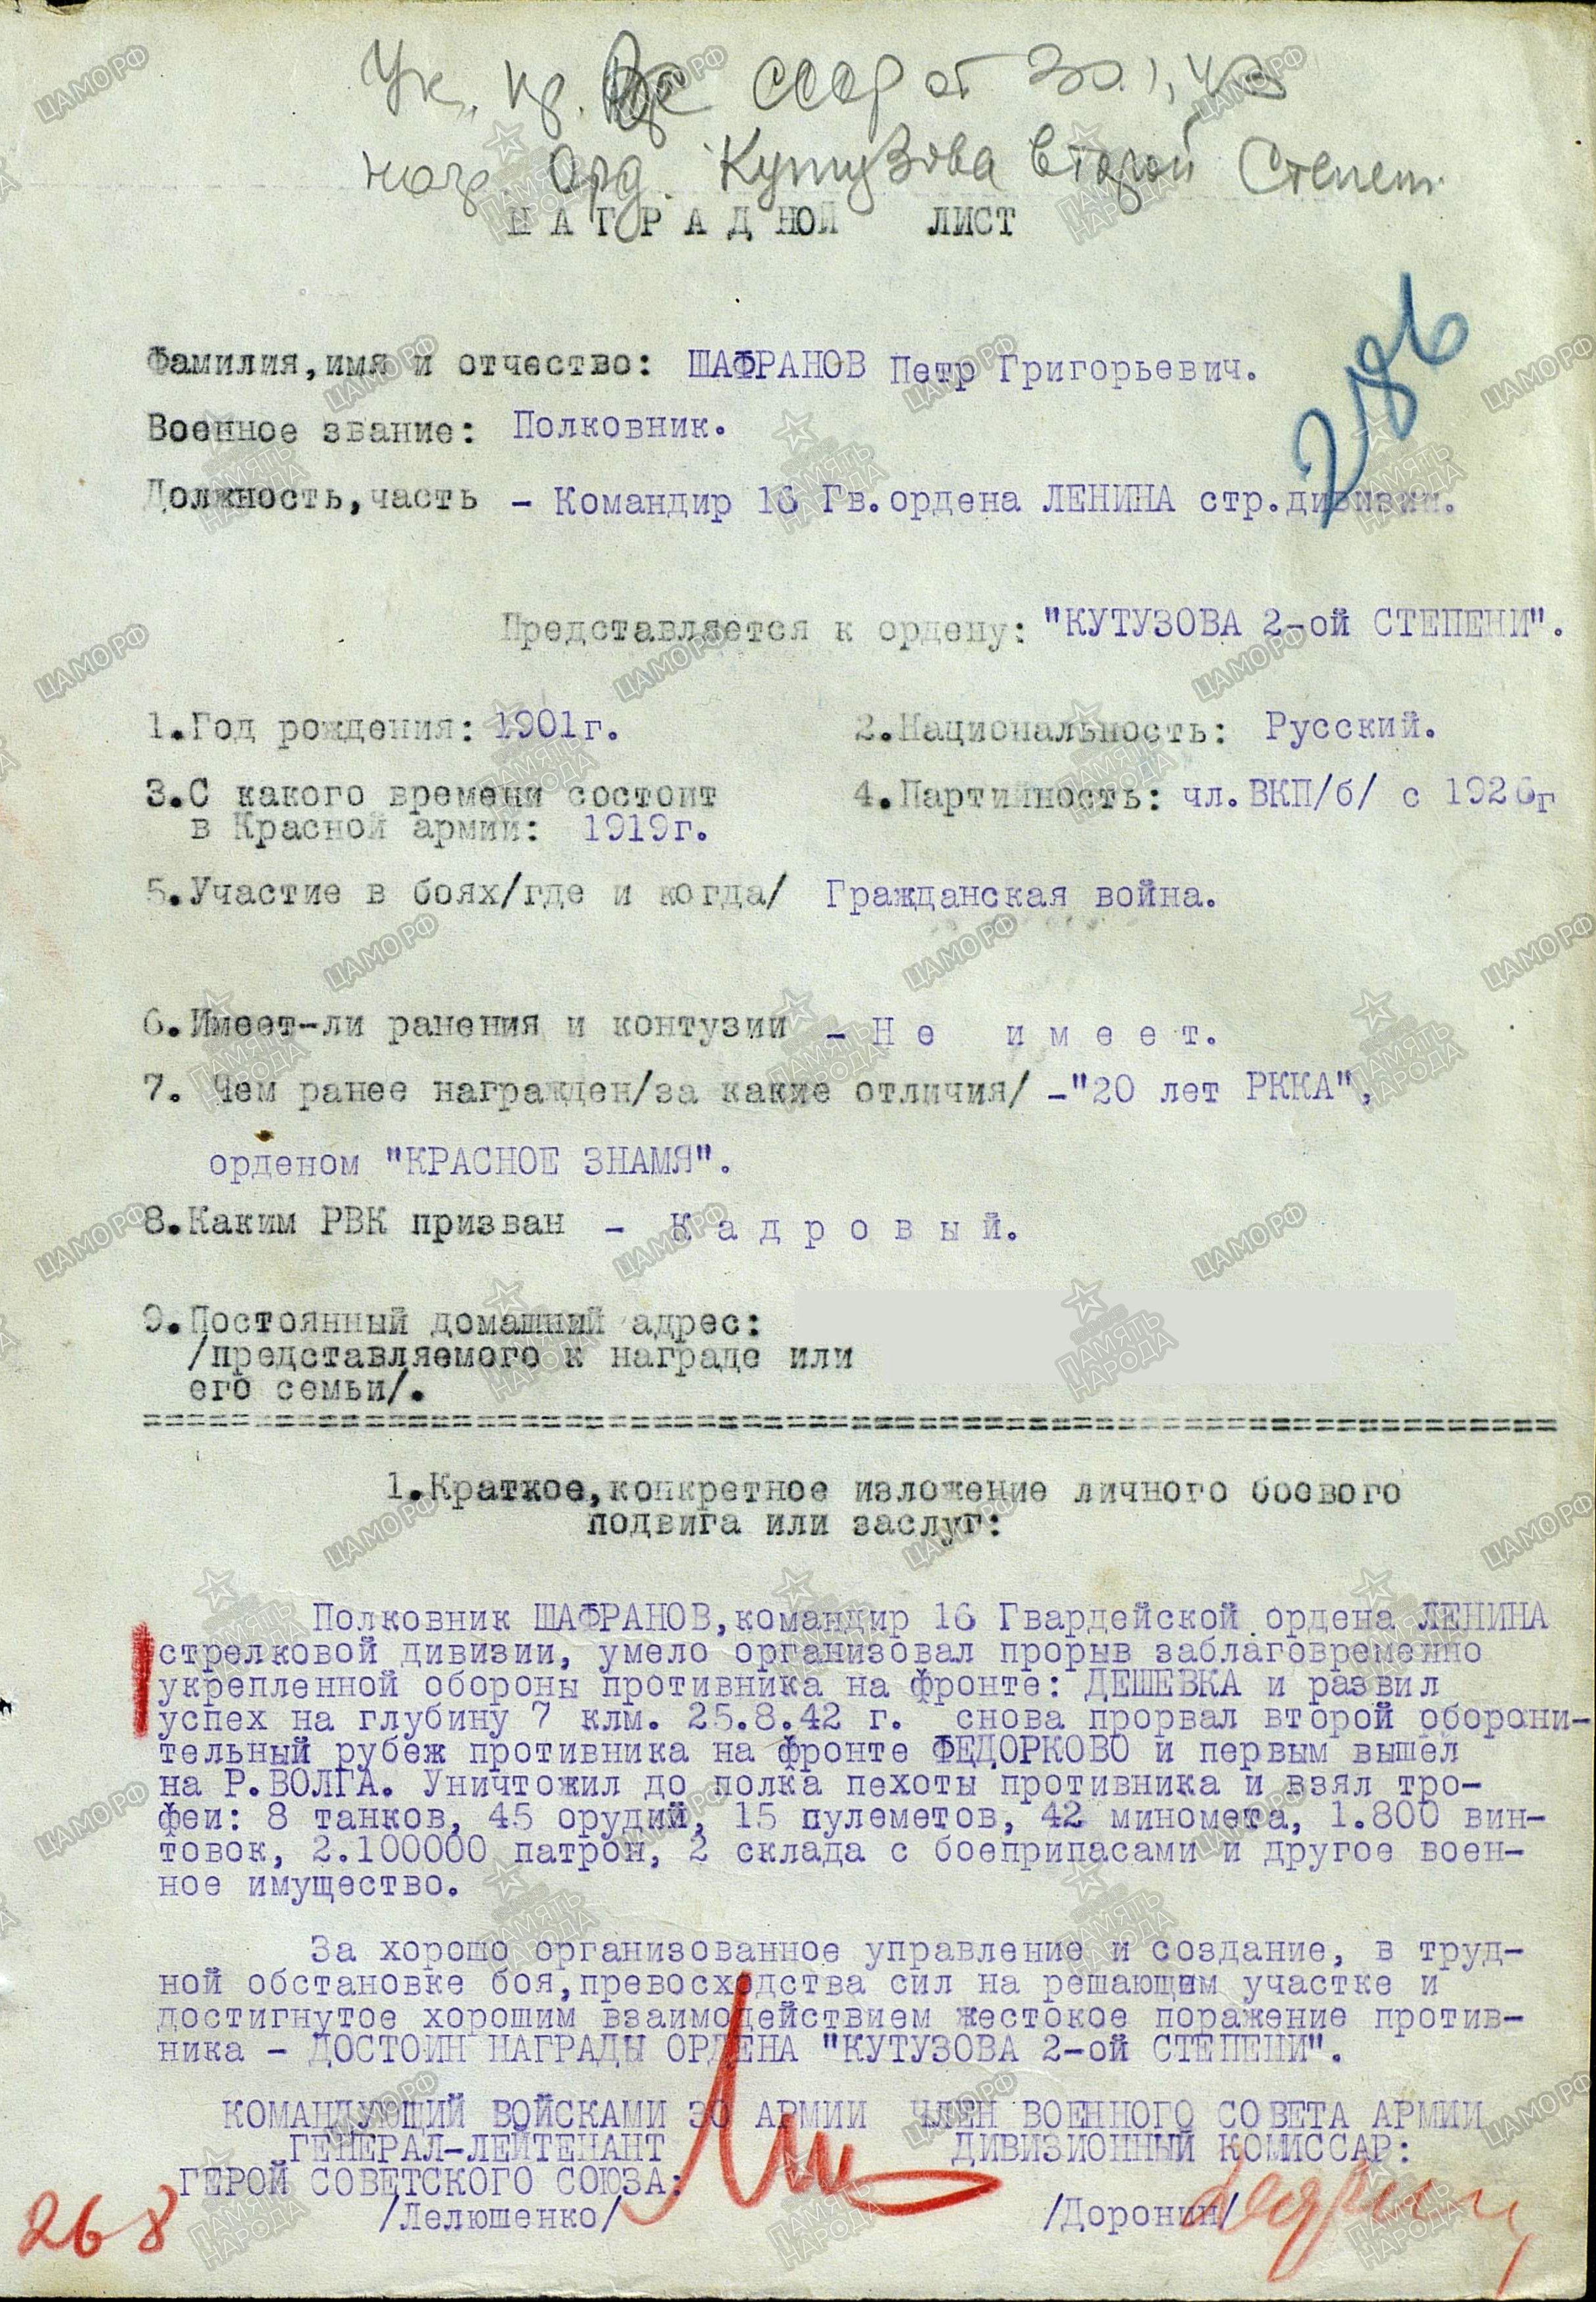 Ук. през. ВС СССР от 30.1.43
нагр. Орд. Кутузова второй Степени
НАГРАДНОЙ ЛИСТ
Фамилия,имя и отчество: ШАФРАНОВ Петр Григорьевич.
Военное звание: Полковник.
Должность,часть - Командир 16 Гв.ордена ЛЕНИНА стр.дивизии.
Представляется к ордену: "КУТУЗОВА 2-ой СТЕПЕНИ".
1.Год рождения: 1901г. 2.Национальность: Русский.
3.С какого времени состоит 4.Партийность: чл.ВКП/б/ с 1926г
в Красной армии: 1919г.
5.Участие в боях/где и когда/ Гражданская война.
6.Имеет-ли ранения и контузии - Не имеет.
7. Чем ранее награжден/за какие отличия/ -"20 лет РККА",
орденом "КРАСНОЕ ЗНАМЯ".
8.Каким РВК призван - Кадровый.
9.Постоянный домашний адрес:
/представляемого к награде или
его семьи/.
1.Краткое,конкретное изложение личного боевого
подвига или заслуг:
Полковник ШАФРАНОВ,командир 16 Гвардейской ордена ЛЕНИНА
стрелковой дивизии, умело организовал прорыв заблаговременно
укрепленной обороны противника на фронте: ДЕШЕВКА и развил
успех на глубину 7 клм. 25.8.42 г. снова прорвал второй оборони-
тельный рубеж противника на фронте ФЕДОРКОВО и первым вышел
на Р.ВОЛГА. Уничтожил до полка пехоты противника и взял тро-
феи: 8 танков, 45 орудий, 15 пулеметов, 42 миномета, 1.800 вин-
товок, 2.100000 патрон, 2 склада с боеприпасами и другое воен-
ное имущество.
За хорошо организованное управление и создание, в труд-
ной обстановке боя,превосходства сил на решающем участке и
достигнутое хорошим взаимодействием жестокое поражение против-
ника - ДОСТОИН НАГРАДЫ ОРДЕНА "КУТУЗОВА 2-ой СТЕПЕНИ".
КОМАНДУЮЩИЙ ВОЙСКАМИ 30 АРМИИ ЧЛЕН ВОЕННОГО СОВЕТА АРМИИ
ГЕНЕРАЛ-ЛЕЙТЕНАНТ ДИВИЗИОННЫЙ КОМИССАР:
ГЕРОЙ СОВЕТСКОГО СОЮЗА:
/Лелюшенко/ /Доронин/
268